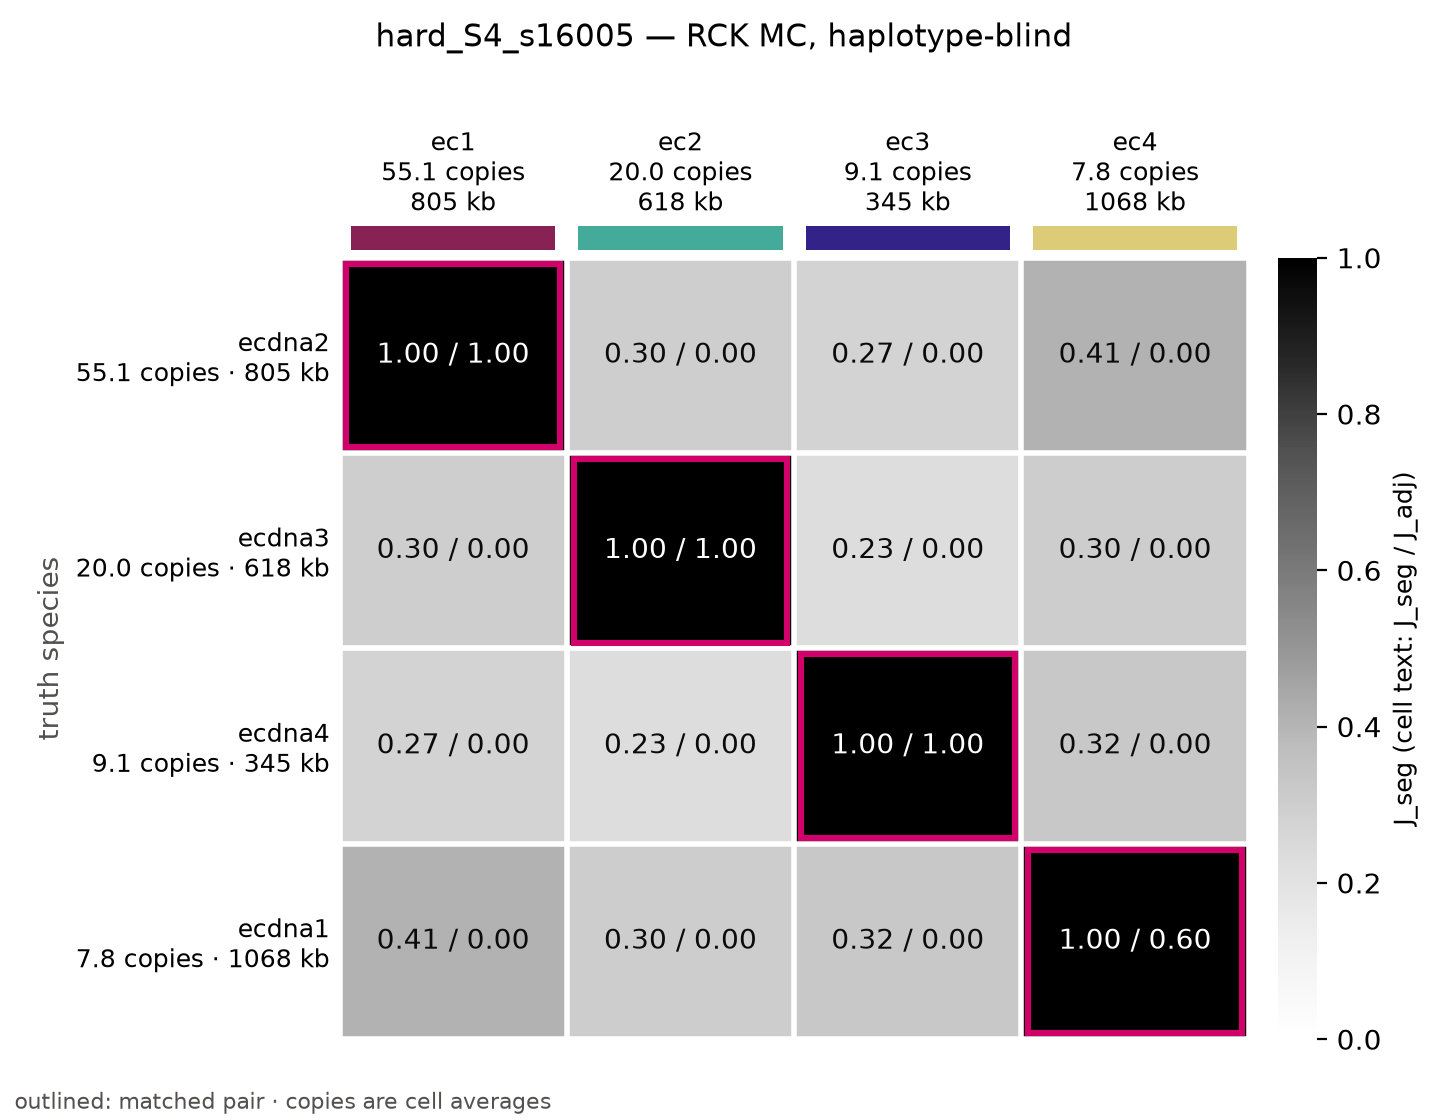 hard_S4_s16005 — RCK MC, haplotype-blind
ec1
55.1 copies
805 kb
ec2
20.0 copies
618 kb
ec3
9.1 copies
345 kb
ec4
7.8 copies
1068 kb
truth species
ecdna2
55.1 copies · 805 kb
1.00 / 1.00
0.30 / 0.00
0.27 / 0.00
0.41 / 0.00
ecdna3
20.0 copies · 618 kb
0.30 / 0.00
1.00 / 1.00
0.23 / 0.00
0.30 / 0.00
ecdna4
9.1 copies · 345 kb
0.27 / 0.00
0.23 / 0.00
1.00 / 1.00
0.32 / 0.00
ecdna1
7.8 copies · 1068 kb
0.41 / 0.00
0.30 / 0.00
0.32 / 0.00
1.00 / 0.60
1.0
0.8
0.6
0.4
0.2
0.0
J_seg (cell text: J_seg / J_adj)
outlined: matched pair · copies are cell averages